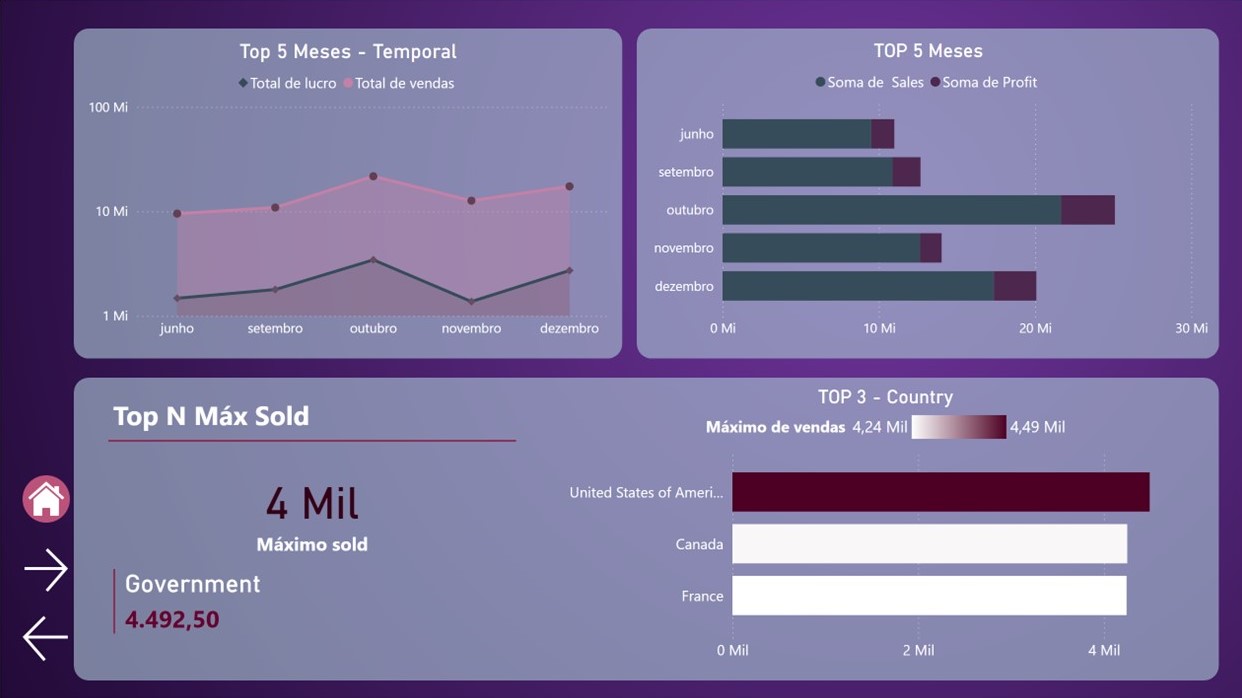 Top 5 Meses - Temporal
Total de lucro Total de vendas
100 Mi
10 Mi
1 Mi
junho setembro outubro novembro dezembro
TOP 5 Meses
Soma de  Sales Soma de Profit
junho
setembro
outubro
novembro
dezembro
0 Mi 10 Mi 20 Mi 30 Mi
Top N Máx Sold
4 Mil
Máximo sold
Government
4.492,50
TOP 3 - Country
Máximo de vendas 4,24 Mil 4,49 Mil
United States of Ameri...
Canada
France
0 Mil 2 Mil 4 Mil